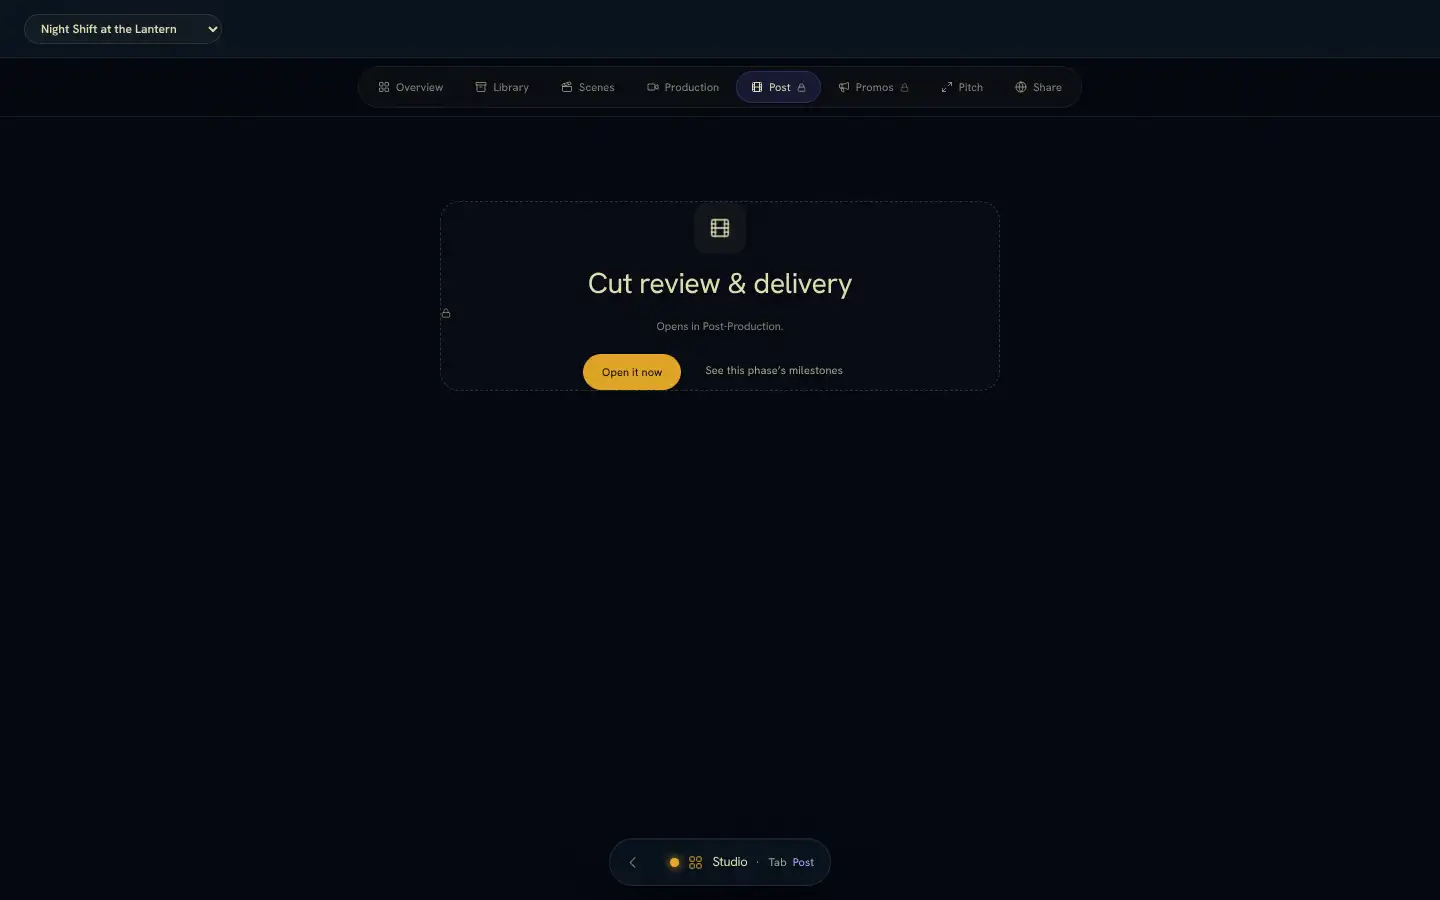 Night Shift at the Lantern
Overview Library Scenes Production Post Promos Pitch Share
Cut review & delivery
Opens in Post-Production.
Open it now See this phase's milestones
Studio · Tab Post